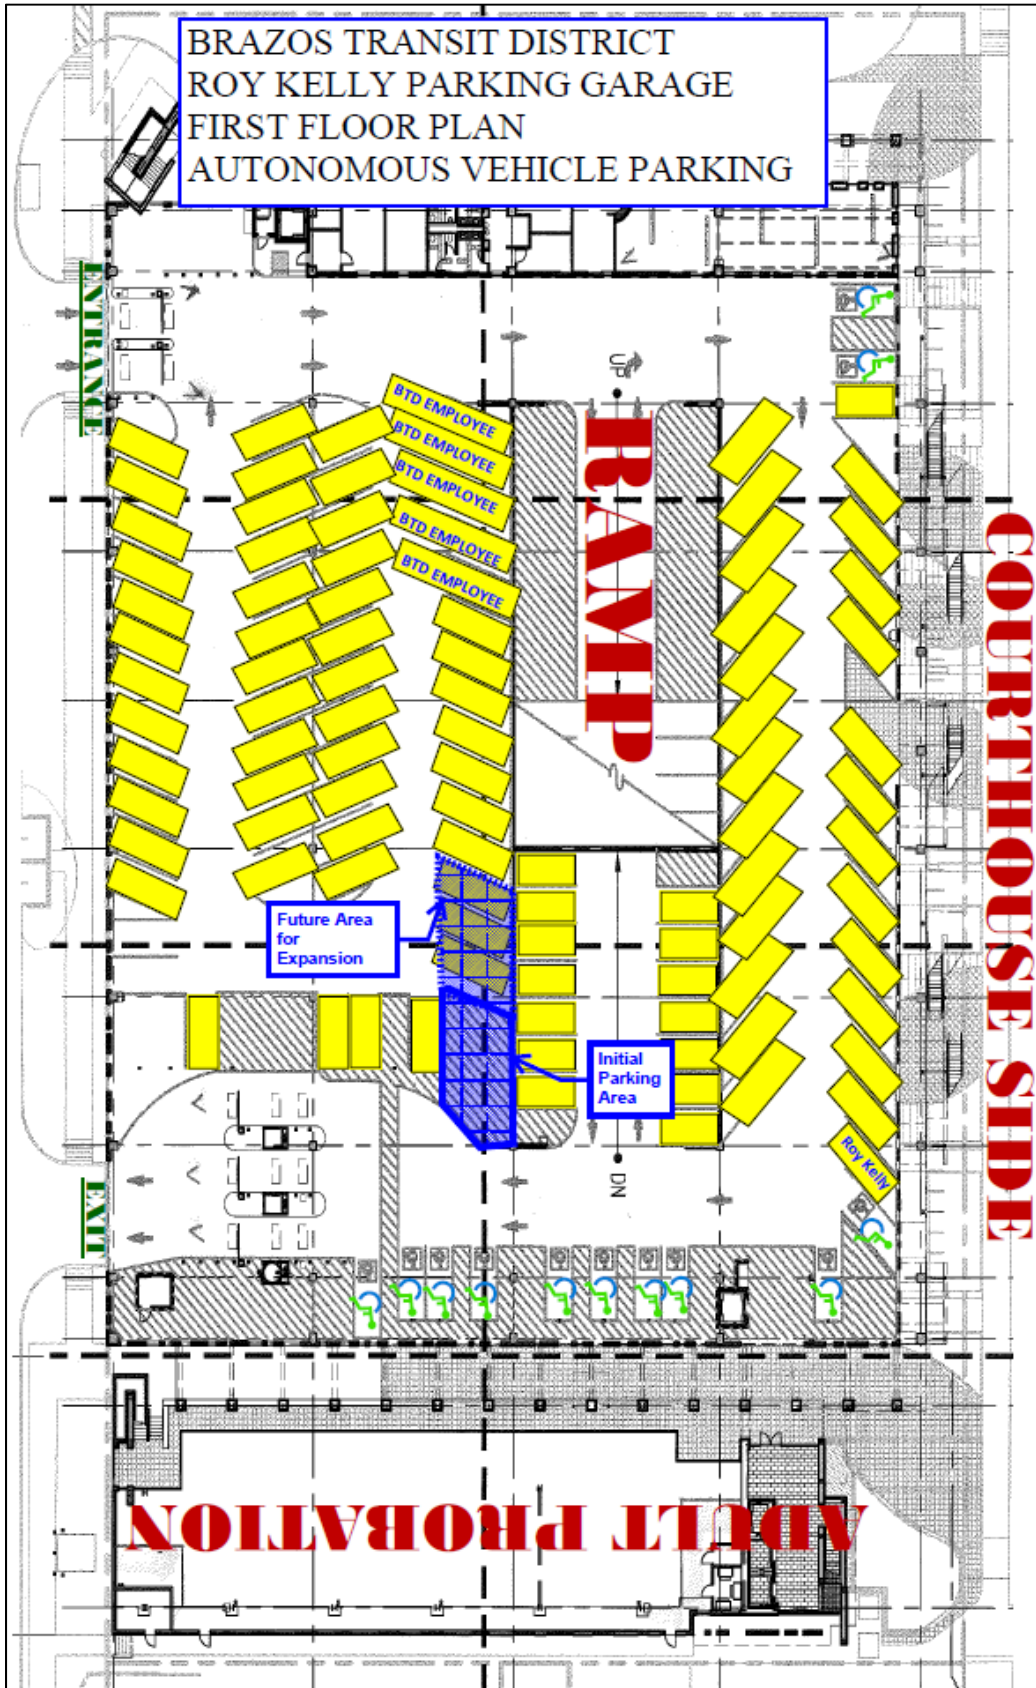 BRAZOS TRANSIT DISTRICT
ROY KELLY PARKING GARAGE
FIRST FLOOR PLAN
AUTONOMOUS VEHICLE PARKING
ENTRANCE
UP
BTD EMPLOYEE
BTD EMPLOYEE
BTD EMPLOYEE
BTD EMPLOYEE
BTD EMPLOYEE
RAMP
COURTHOUSE SIDE
Future Area
for
Expansion
Initial
Parking
Area
Roy Kelly
DN
EXIT
ADULT PROBATION